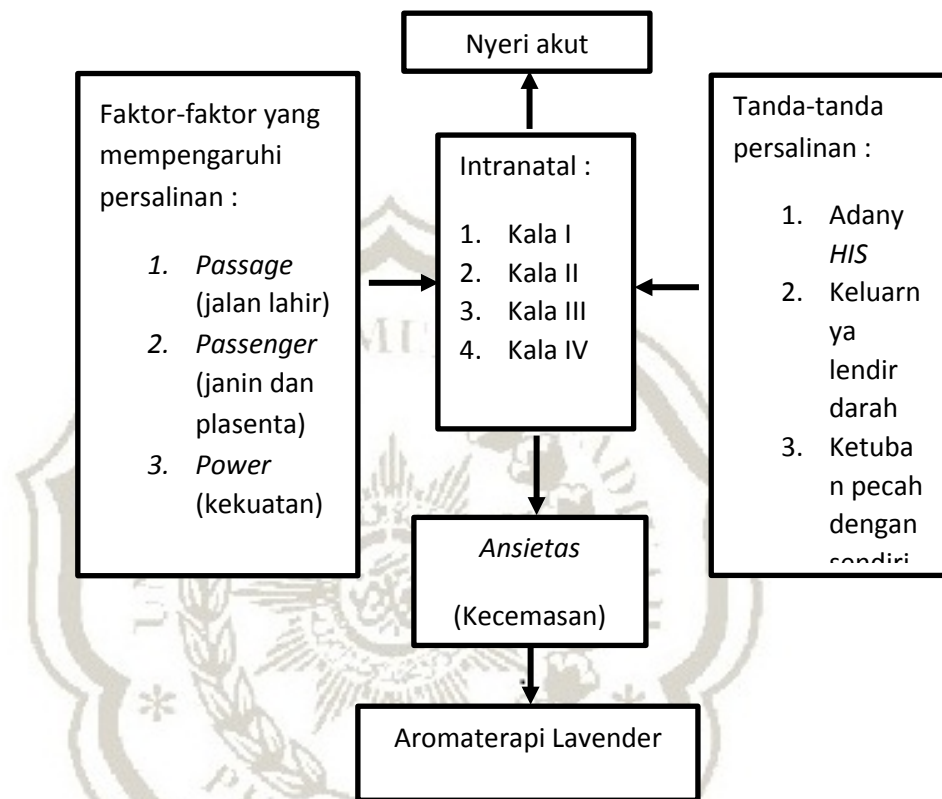 Nyeri akut
Faktor-faktor yang
mempengaruhi
persalinan :
1. Passage
(jalan lahir)
2. Passenger
(janin dan
plasenta)
3. Power
(kekuatan)
Intranatal :
1. Kala I
2. Kala II
3. Kala III
4. Kala IV
Tanda-tanda
persalinan :
1. Adany
HIS
2. Keluarn
ya
lendir
darah
3. Ketuba
n pecah
dengan
sendiri
Ansietas
(Kecemasan)
Aromaterapi Lavender